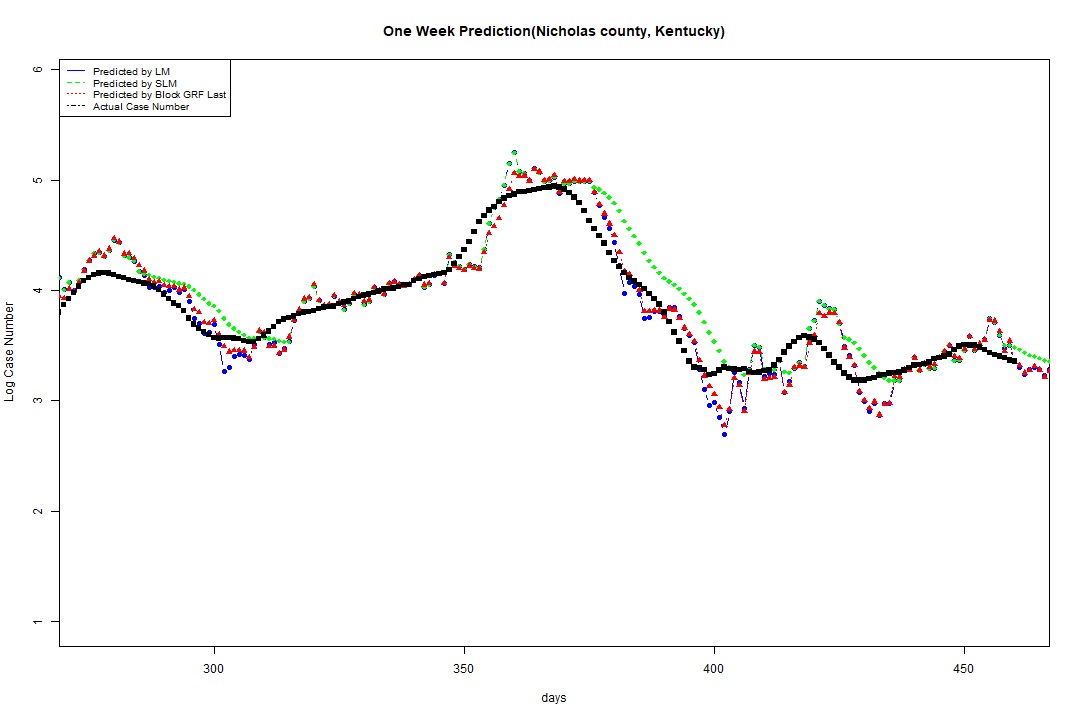 One Week Prediction(Nicholas county, Kentucky)
Predicted by LM
Predicted by SLM
Predicted by Block GRF Last
Actual Case Number
6
5
4
3
2
1
Log Case Number
300
350
400
450
days